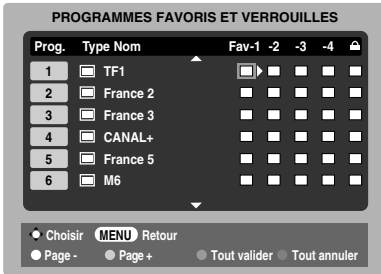 PROGRAMMES FAVORIS ET VERROUILLES
Prog. Type Nom Fav-1 -2 -3 -4
1 TF1
2 France 2
3 France 3
4 CANAL+
5 France 5
6 M6
Choisir MENU Retour
Page - Page + Tout valider Tout annuler